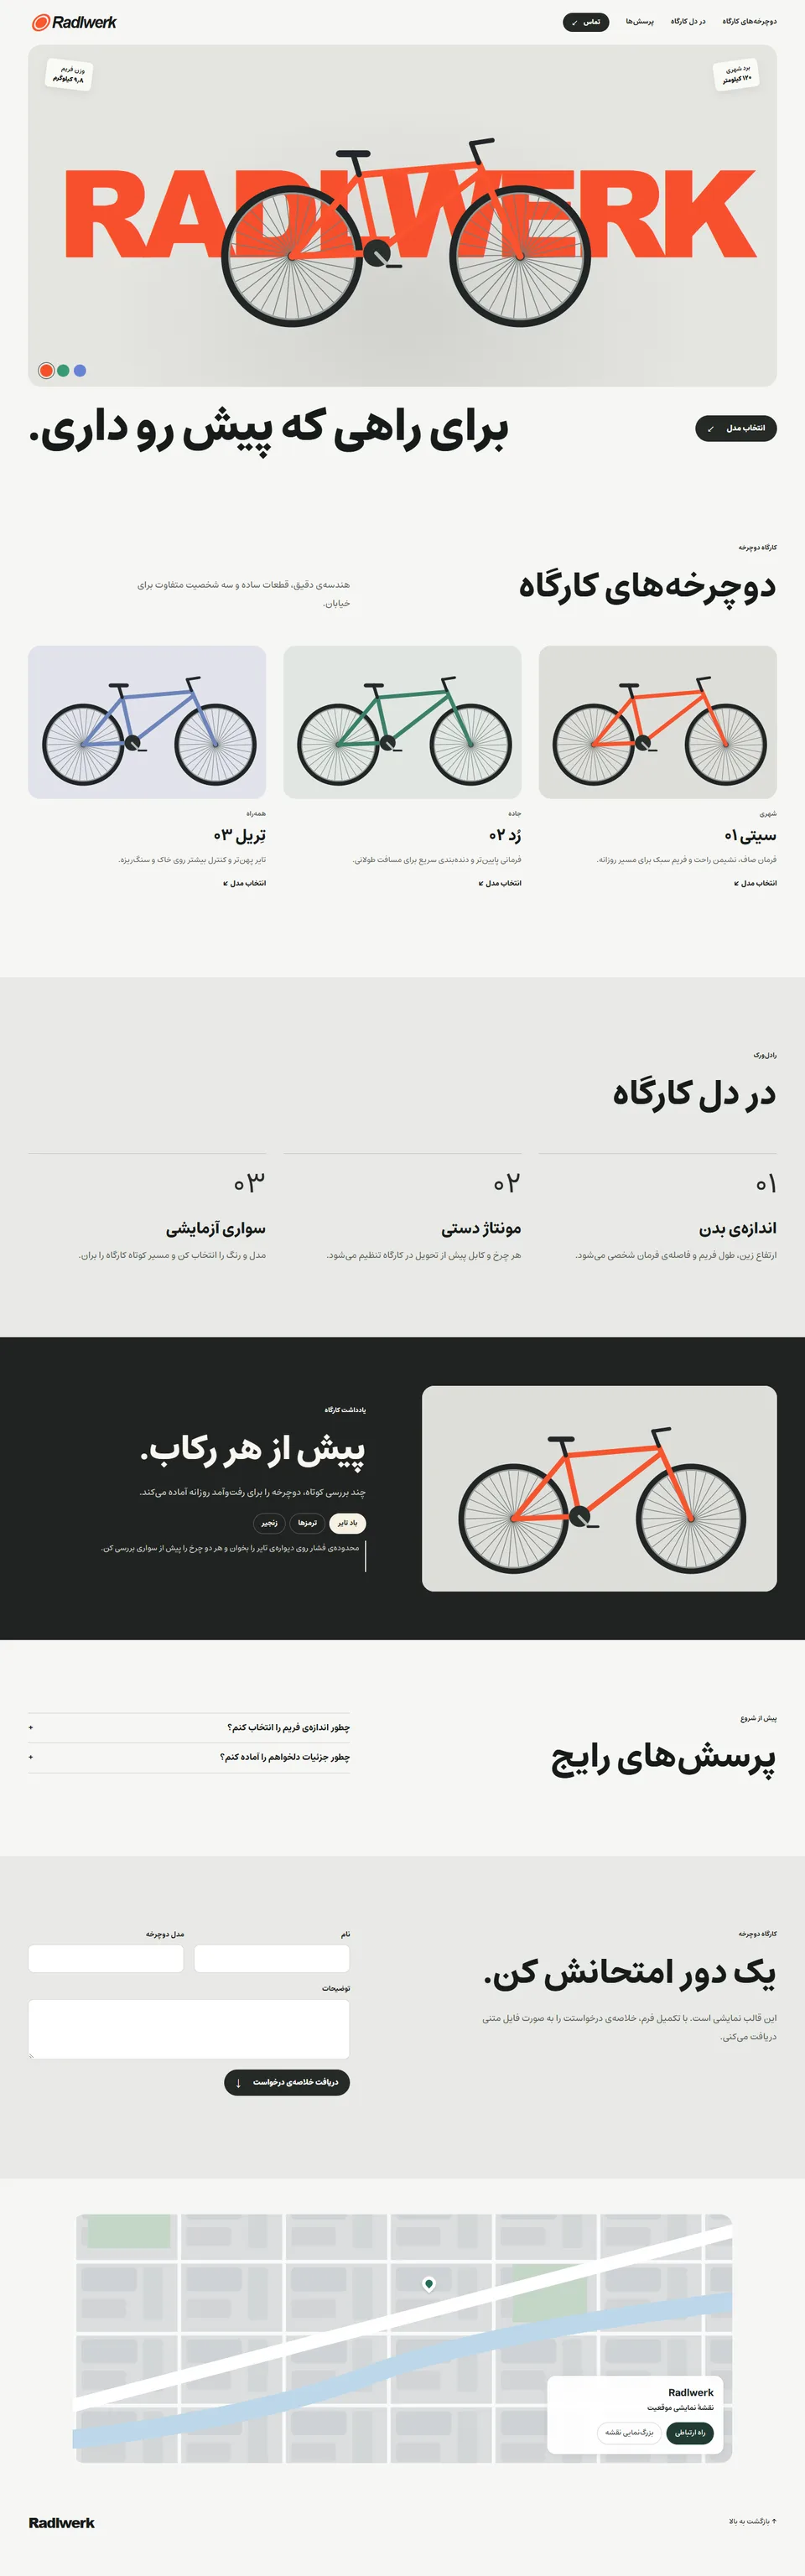 دوچرخه‌های کارگاه
در دل کارگاه
پرسش‌ها
تماس ↙
Radlwerk
برد شهری
۱۲۰ کیلومتر
وزن فریم
۹٫۸ کیلوگرم
RADLWERK
انتخاب مدل ↙
برای راهی که پیش رو داری.
کارگاه دوچرخه
دوچرخه‌های کارگاه
هندسه‌ی دقیق، قطعات ساده و سه شخصیت متفاوت برای
خیابان.
شهری
سیتی ۰۱
فرمان صاف، نشیمن راحت و فریم سبک برای مسیر روزانه.
انتخاب مدل ↙
جاده
رُد ۰۲
فرمانی پایین‌تر و دنده‌بندی سریع برای مسافت طولانی.
انتخاب مدل ↙
همه‌راه
تریل ۰۳
تایر پهن‌تر و کنترل بیشتر روی خاک و سنگ‌ریزه.
انتخاب مدل ↙
رادل‌ورک
در دل کارگاه
۰۱
اندازه‌ی بدن
ارتفاع زین، طول فریم و فاصله‌ی فرمان شخصی می‌شود.
۰۲
مونتاژ دستی
هر چرخ و کابل پیش از تحویل در کارگاه تنظیم می‌شود.
۰۳
سواری آزمایشی
مدل و رنگ را انتخاب کن و مسیر کوتاه کارگاه را بران.
یادداشت کارگاه
پیش از هر رکاب.
چند بررسی کوتاه، دوچرخه را برای رفت‌وآمد روزانه آماده می‌کند.
باد تایر
ترمزها
زنجیر
محدوده‌ی فشار روی دیواره‌ی تایر را بخوان و هر دو چرخ را پیش از سواری بررسی کن.
پیش از شروع
پرسش‌های رایج
چطور اندازه‌ی فریم را انتخاب کنم؟ +
چطور جزئیات دلخواهم را آماده کنم؟ +
کارگاه دوچرخه
یک دور امتحانش کن.
این قالب نمایشی است. با تکمیل فرم، خلاصه‌ی درخواستت را به صورت فایل متنی
دریافت می‌کنی.
نام
مدل دوچرخه
توضیحات
دریافت خلاصه‌ی درخواست ↓
Radlwerk
نقشهٔ نمایشی موقعیت
راه ارتباطی
بزرگ‌نمایی نقشه
↑ بازگشت به بالا
Radlwerk